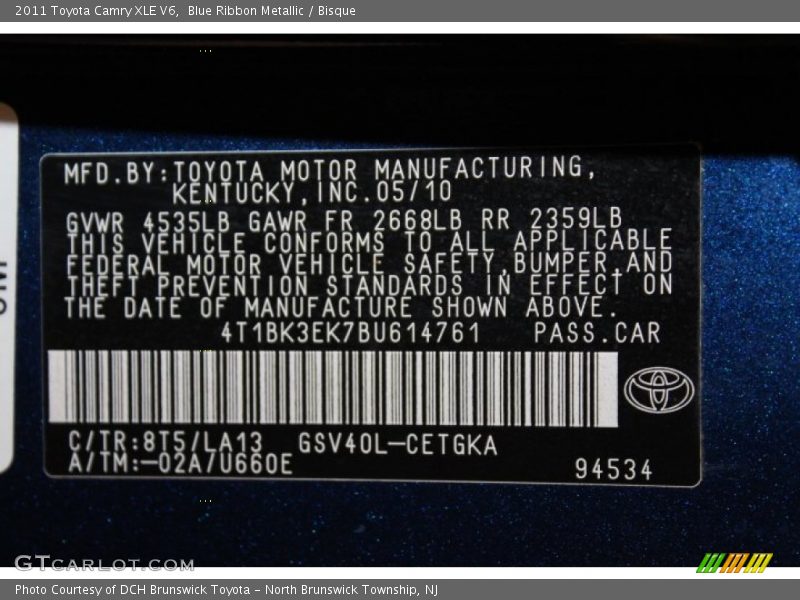 2011 Toyota Camry XLE V6,  Blue Ribbon Metallic / Bisque
MFD.BY:TOYOTA MOTOR MANUFACTURING,
KENTUCKY,INC.05/10
GVWR 4535LB GAWR FR 2668LB RR 2359LB
THIS VEHICLE CONFORMS TO ALL APPLICABLE
FEDERAL MOTOR VEHICLE SAFETY,BUMPER,AND
THEFT PREVENTION STANDARDS IN EFFECT ON
THE DATE OF MANUFACTURE SHOWN ABOVE.
4T1BK3EK7BU614761 PASS.CAR
C/TR:8T5/LA13 GSV40L-CETGKA
A/TM:-02A/U660E
94534
GTCARLOT.COM
Photo Courtesy of DCH Brunswick Toyota – North Brunswick Township, NJ